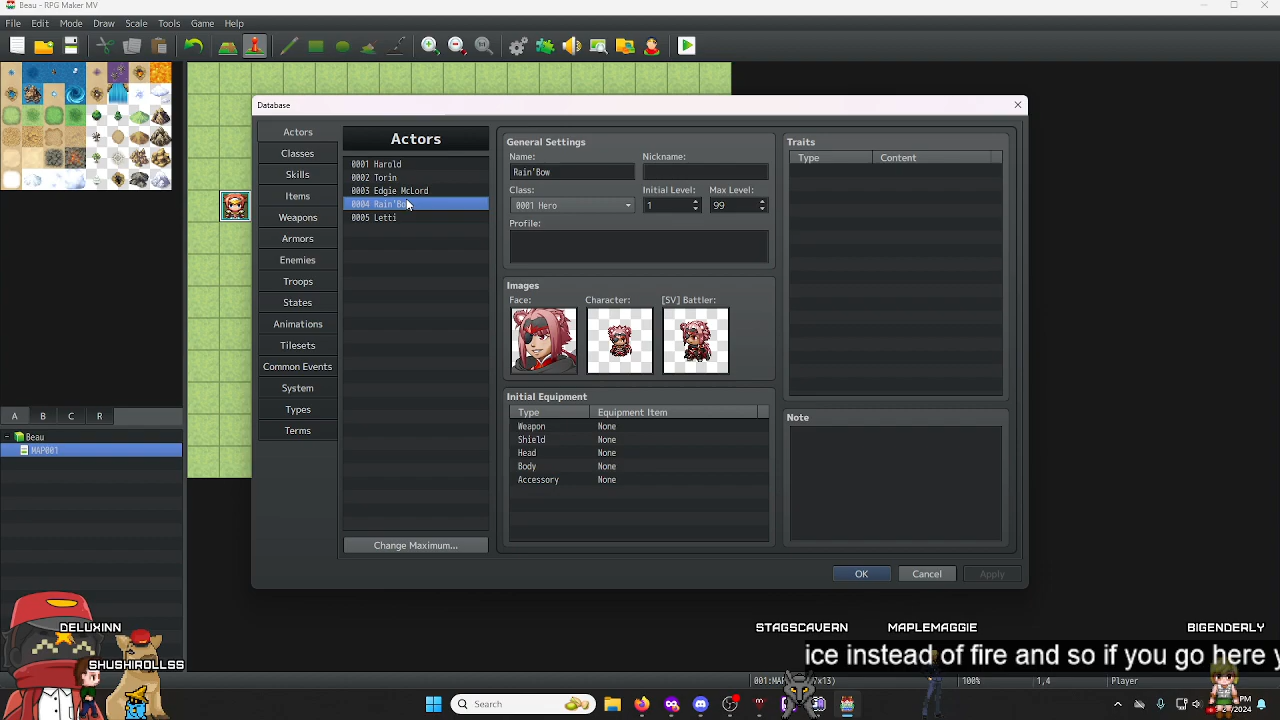 Beau - RPG Maker MV
File Edit Mode Draw Scale Tools Game Help
Database
Actors
Classes
Skills
Items
Weapons
Armors
Enemies
Troops
States
Animations
Tilesets
Common Events
System
Types
Terms
Actors
0001 Harold
0002 Torin
0003 Edgie McLord
0004 Rain'Bow
0005 Letti
Change Maximum...
General Settings
Name: Nickname:
Rain'Bow
Class: Initial Level: Max Level:
0001 Hero 1 99
Profile:
Images
Face: Character: [SV] Battler:
Initial Equipment
Type Equipment Item
Weapon None
Shield None
Head None
Body None
Accessory None
Traits
Type Content
Note
OK Cancel Apply
A B C R
Beau
MAP001
DELUXINN
SHUSHIROLLSS
STAGSCAVERN MAPLEMAGGIE BIGENDERLY
ice instead of fire and so if you go here y
100% 1,4 Player
Search